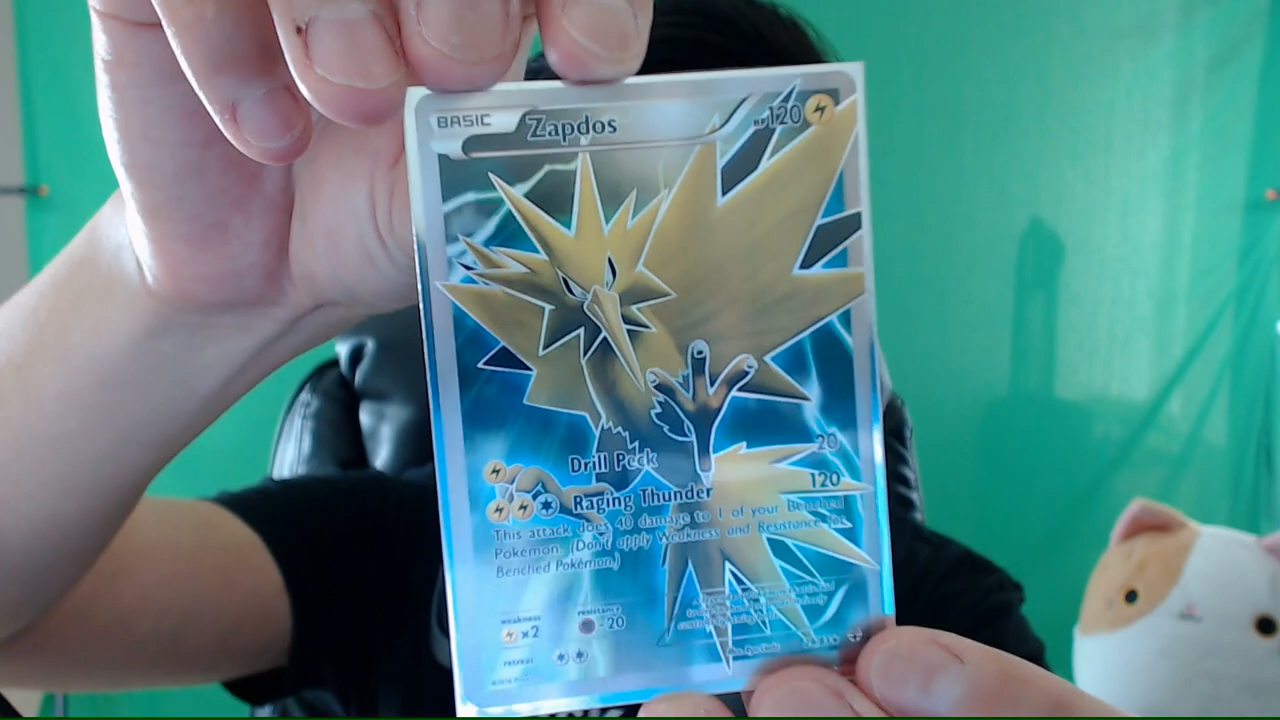 BASIC Zapdos HP120
Drill Peck 20
Raging Thunder 120
This attack does 40 damage to 1 of your Benched
Pokémon. (Don't apply Weakness and Resistance for
Benched Pokémon.)
weakness resistance
×2 -20
retreat